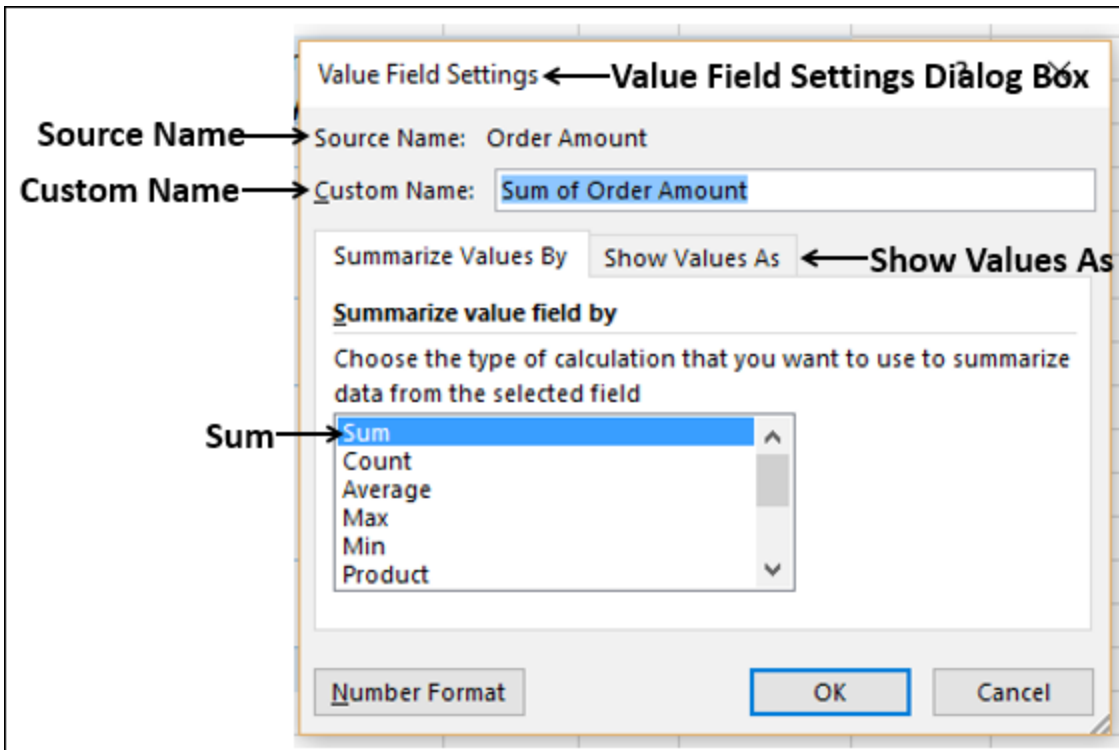 Value Field Settings Value Field Settings Dialog Box
Source Name Source Name: Order Amount
Custom Name Custom Name: Sum of Order Amount
Summarize Values By Show Values As Show Values As
Summarize value field by
Choose the type of calculation that you want to use to summarize
data from the selected field
Sum Sum
Count
Average
Max
Min
Product
Number Format OK Cancel